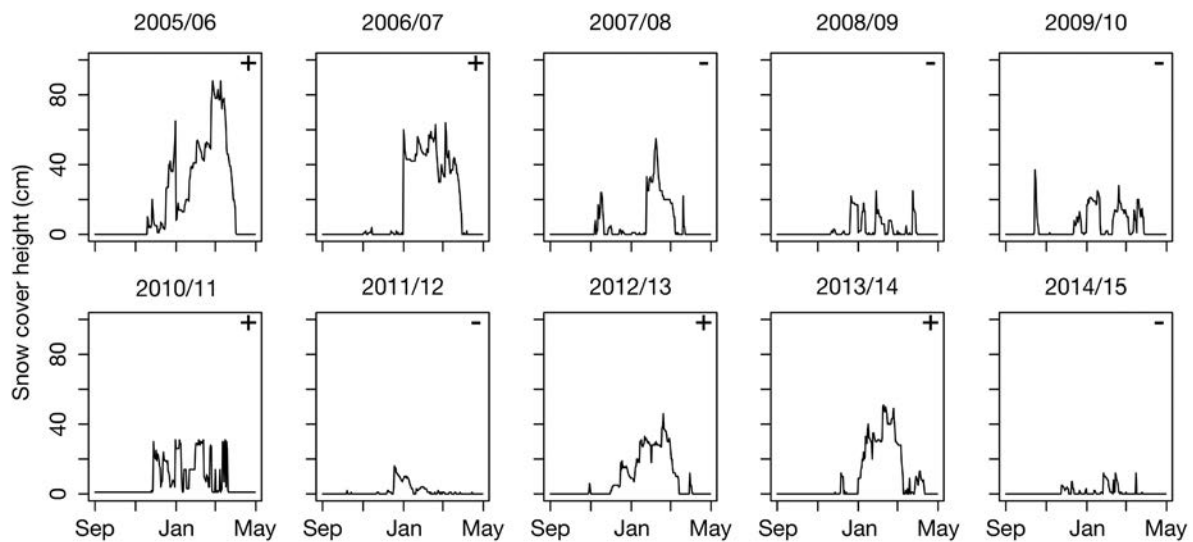 2005/06 2006/07 2007/08 2008/09 2009/10
+ + - - -
Snow cover height (cm)
80
40
0
2010/11 2011/12 2012/13 2013/14 2014/15
+ - + + -
80
40
0
Sep Jan May Sep Jan May Sep Jan May Sep Jan May Sep Jan May